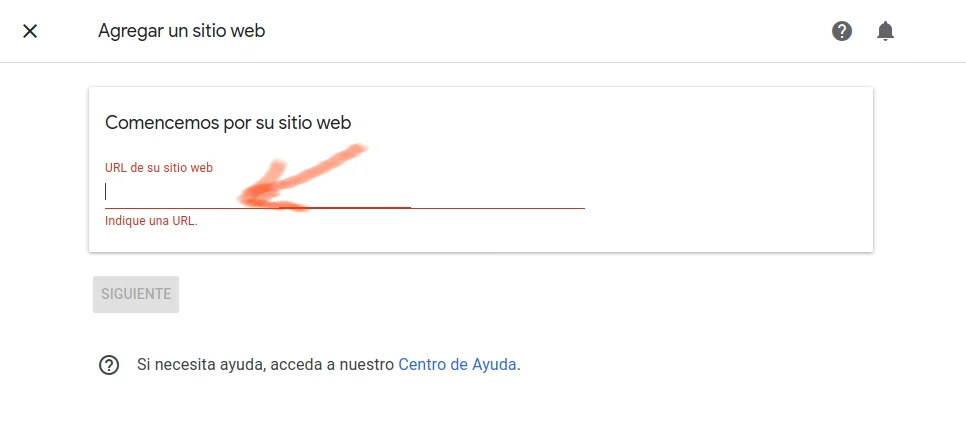 Agregar un sitio web
Comencemos por su sitio web
URL de su sitio web
Indique una URL.
SIGUIENTE
Si necesita ayuda, acceda a nuestro Centro de Ayuda.